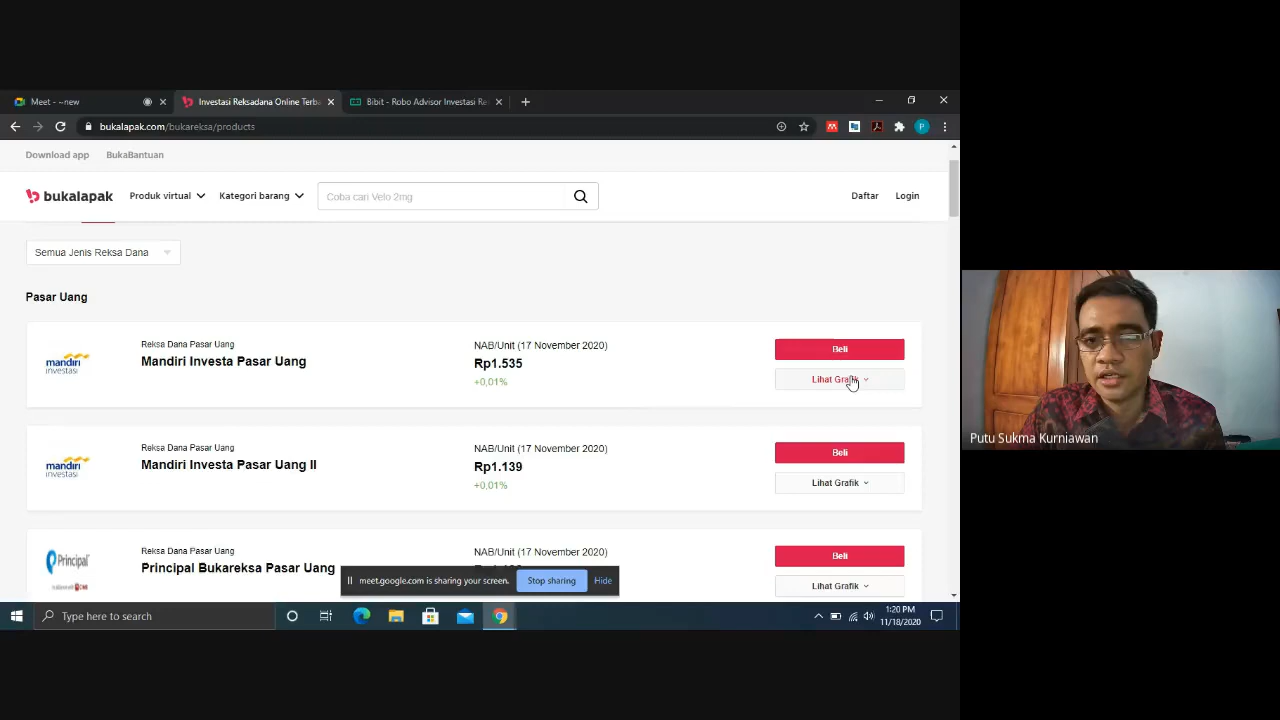 Meet - ~new
Investasi Reksadana Online Terba
Bibit - Robo Advisor Investasi Re
bukalapak.com/bukareksa/products
Download app
BukaBantuan
bukalapak
Produk virtual
Kategori barang
Coba cari Velo 2mg
Daftar
Login
Semua Jenis Reksa Dana
Pasar Uang
mandiri
investasi
Reksa Dana Pasar Uang
Mandiri Investa Pasar Uang
NAB/Unit (17 November 2020)
Rp1.535
+0,01%
Beli
Lihat Grafik
mandiri
investasi
Reksa Dana Pasar Uang
Mandiri Investa Pasar Uang II
NAB/Unit (17 November 2020)
Rp1.139
+0,01%
Beli
Lihat Grafik
Principal
Reksa Dana Pasar Uang
Principal Bukareksa Pasar Uang
NAB/Unit (17 November 2020)
Beli
Lihat Grafik
meet.google.com is sharing your screen.
Stop sharing
Hide
Type here to search
1:20 PM
11/18/2020
Putu Sukma Kurniawan